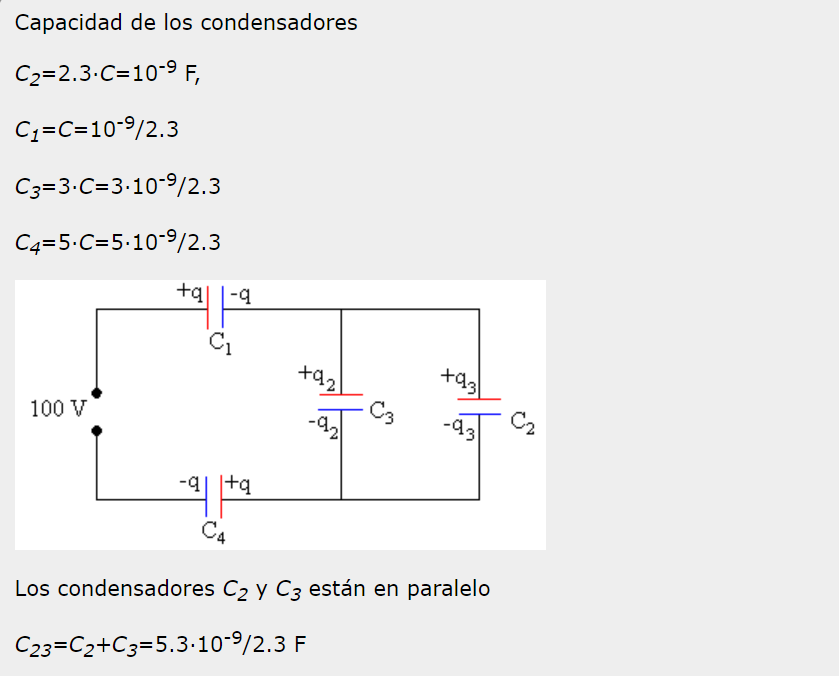 Capacidad de los condensadores
C₂=2.3·C=10⁻⁹ F,
C₁=C=10⁻⁹/2.3
C₃=3·C=3·10⁻⁹/2.3
C₄=5·C=5·10⁻⁹/2.3
+q -q
C₁
+q₂ +q₃
100 V C₃ C₂
-q₂ -q₃
-q +q
C₄
Los condensadores C₂ y C₃ están en paralelo
C₂₃=C₂+C₃=5.3·10⁻⁹/2.3 F